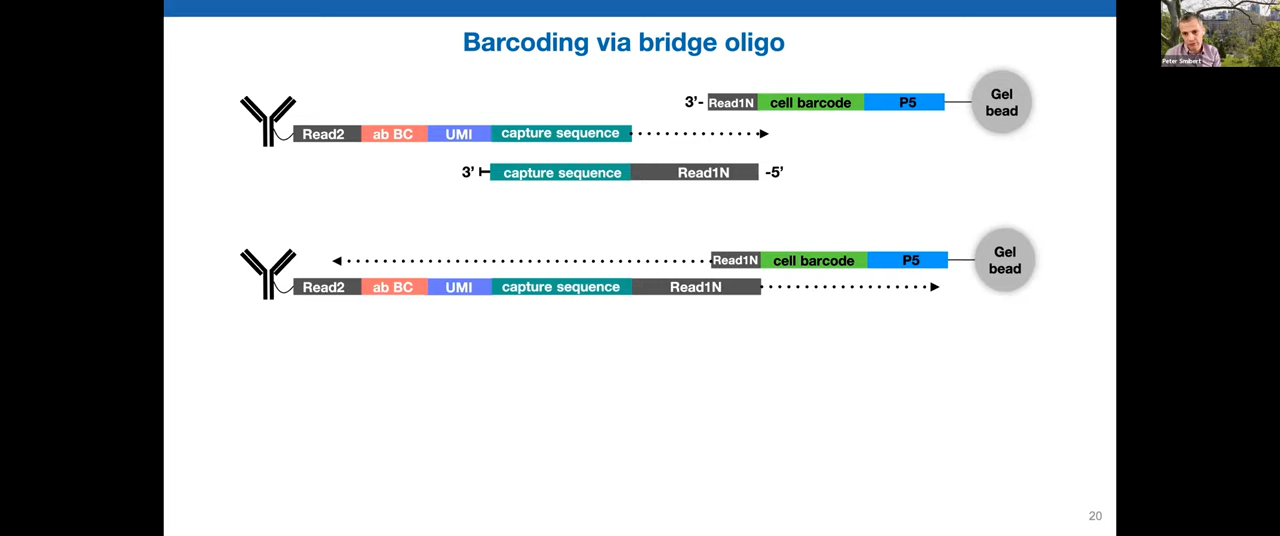 Barcoding via bridge oligo
Peter Smibert
3’- Read1N cell barcode P5
Gel
bead
Read2 ab BC UMI capture sequence
3’ capture sequence Read1N -5’
Read1N cell barcode P5
Gel
bead
Read2 ab BC UMI capture sequence Read1N
20